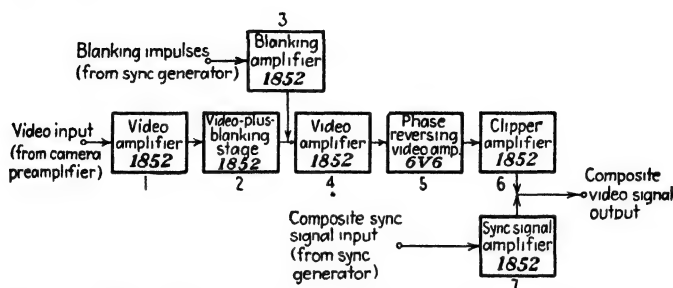 3
Blanking impulses
(from sync generator)
Blanking
amplifier
1852
Video input
(from camera
preamplifier)
Video
amplifier
1852
1
Video-plus-
blanking
stage
1852
2
Video
amplifier
1852
4
Phase
reversing
video amp.
6V6
5
Clipper
amplifier
1852
6
Composite
video signal
output
Composite sync
signal input
(from sync
generator)
Sync signal
amplifier
1852
7